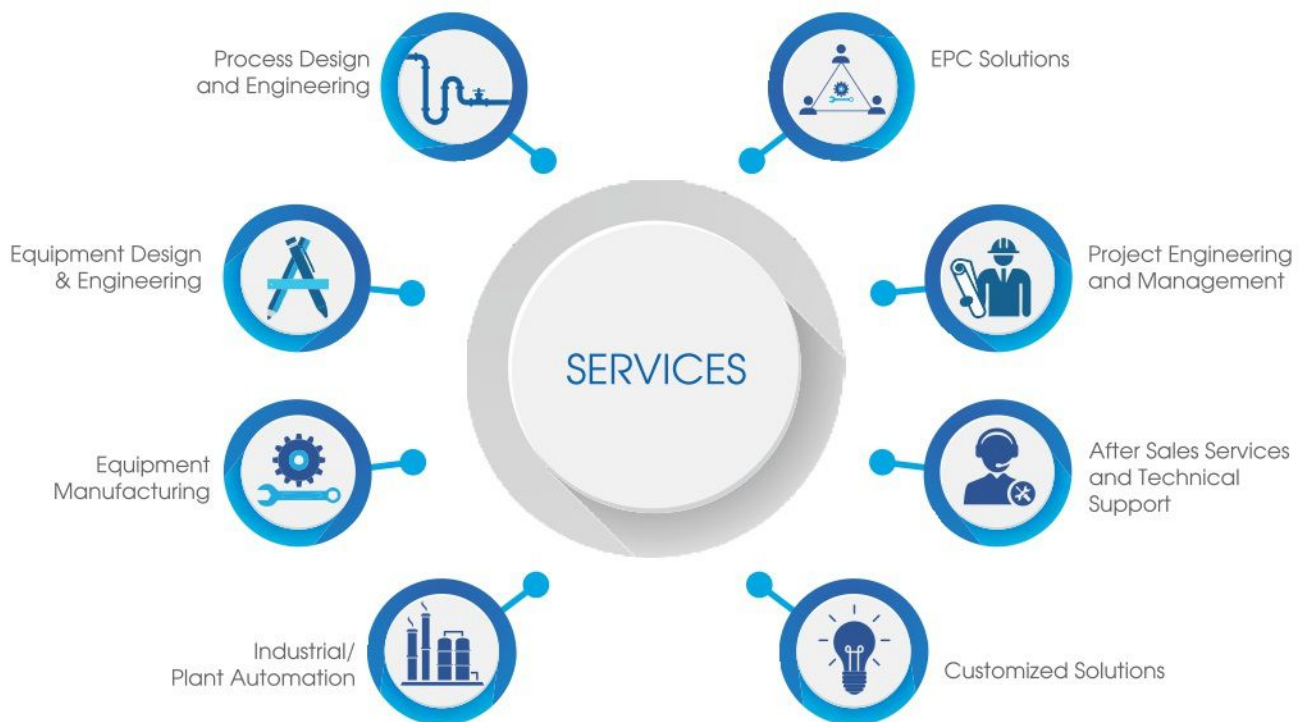 Process Design
and Engineering
EPC Solutions
Equipment Design
& Engineering
Project Engineering
and Management
SERVICES
Equipment
Manufacturing
After Sales Services
and Technical
Support
Industrial/
Plant Automation
Customized Solutions